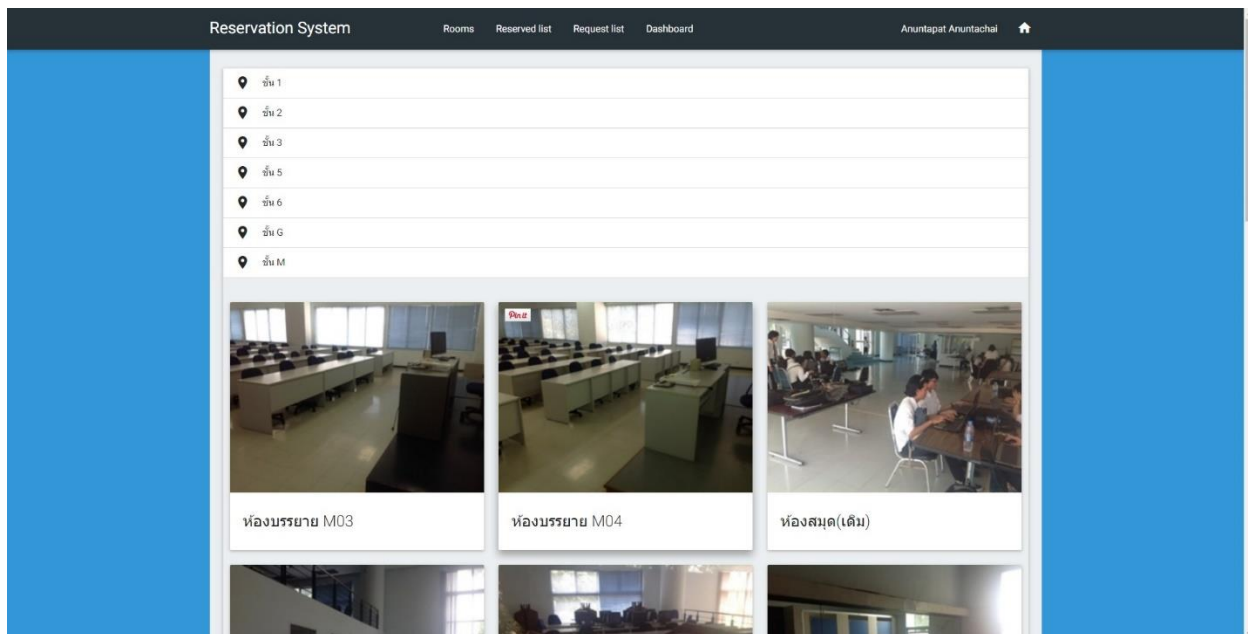 Reservation System Rooms Reserved list Request list Dashboard Anuntapat Anuntachai
ชั้น 1
ชั้น 2
ชั้น 3
ชั้น 5
ชั้น 6
ชั้น G
ชั้น M
Pin it
ห้องบรรยาย M03
ห้องบรรยาย M04
ห้องสมุด(เดิม)